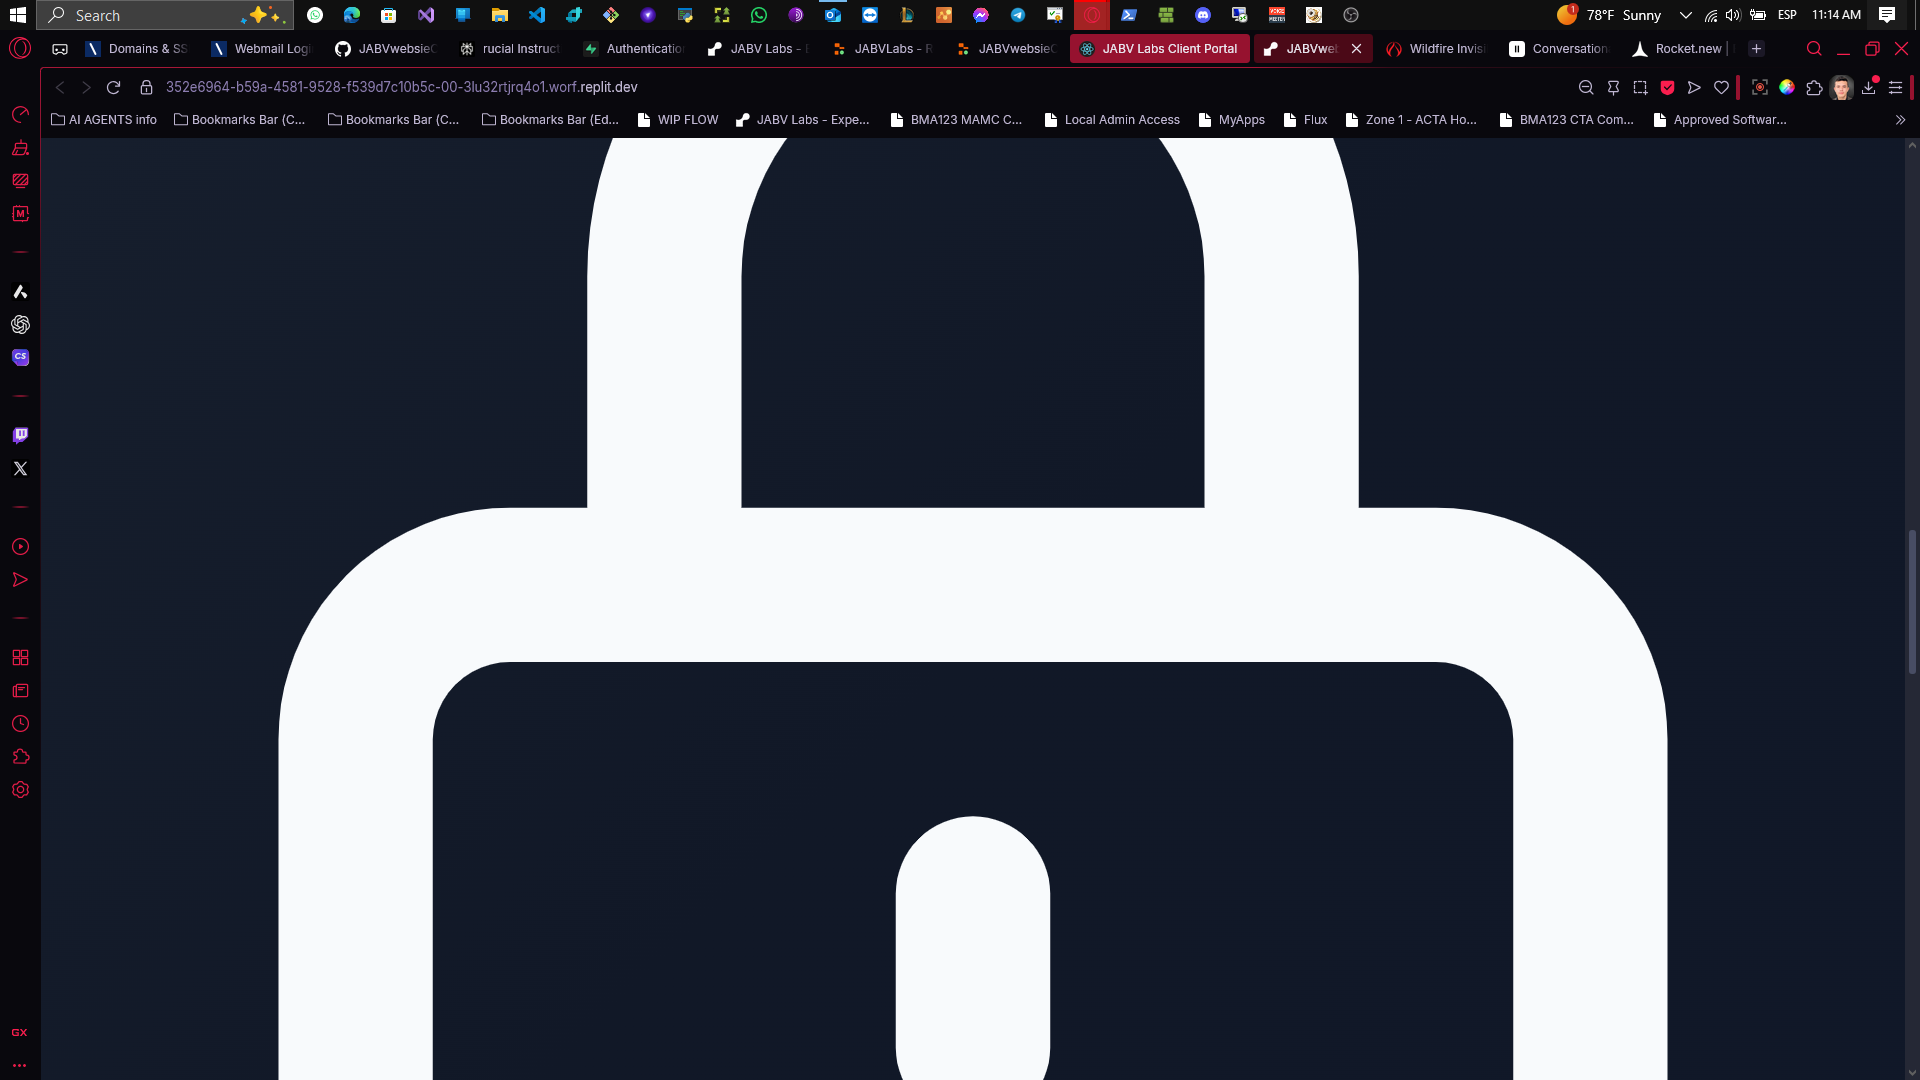 Search
1
78°F Sunny
ESP
11:14 AM
Domains & SS
Webmail Logi
JABVwebsieC
rucial Instruct
Authenticatio
JABV Labs - E
JABVLabs - R
JABVwebsieC
JABV Labs Client Portal
JABVwet
Wildfire Invisi
Conversation
Rocket.new |
352e6964-b59a-4581-9528-f539d7c10b5c-00-3lu32rtjrq4o1.worf.replit.dev
AI AGENTS info
Bookmarks Bar (C...
Bookmarks Bar (C...
Bookmarks Bar (Ed...
WIP FLOW
JABV Labs - Expe...
BMA123 MAMC C...
Local Admin Access
MyApps
Flux
Zone 1 - ACTA Ho...
BMA123 CTA Com...
Approved Softwar...
M
CS
GX